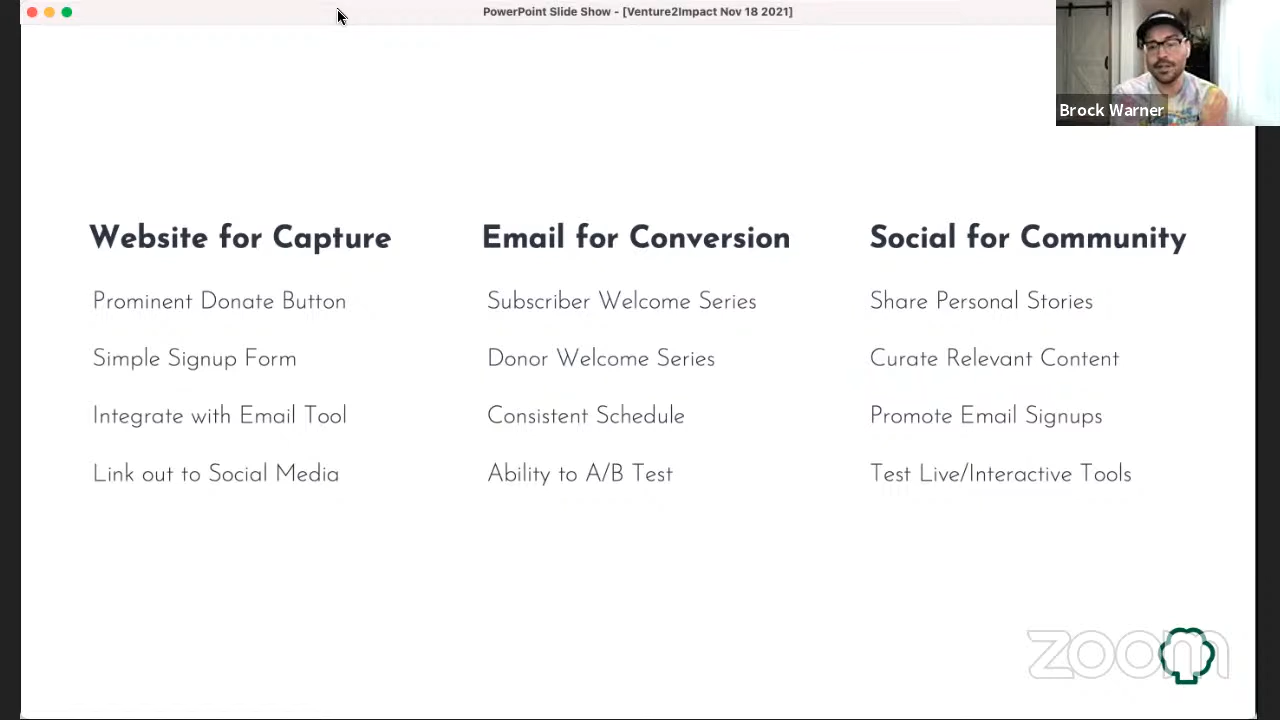 PowerPoint Slide Show - [Venture2Impact Nov 18 2021]
Brock Warner
Website for Capture
Prominent Donate Button
Simple Signup Form
Integrate with Email Tool
Link out to Social Media
Email for Conversion
Subscriber Welcome Series
Donor Welcome Series
Consistent Schedule
Ability to A/B Test
Social for Community
Share Personal Stories
Curate Relevant Content
Promote Email Signups
Test Live/Interactive Tools
zoom